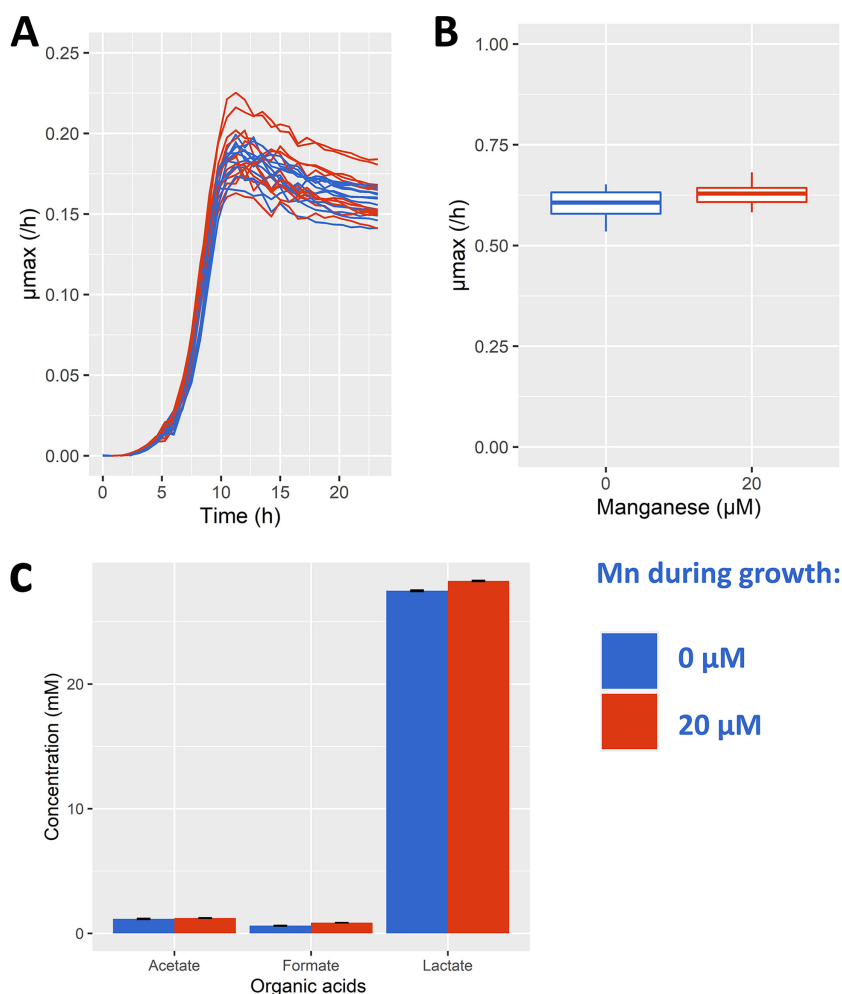 A
µmax (/h)
0.25
0.20
0.15
0.10
0.05
0.00
0 5 10 15 20
Time (h)
B
µmax (/h)
1.00
0.75
0.50
0.25
0.00
0 20
Manganese (µM)
C
Concentration (mM)
20
10
0
Acetate Formate Lactate
Organic acids
Mn during growth:
0 µM
20 µM